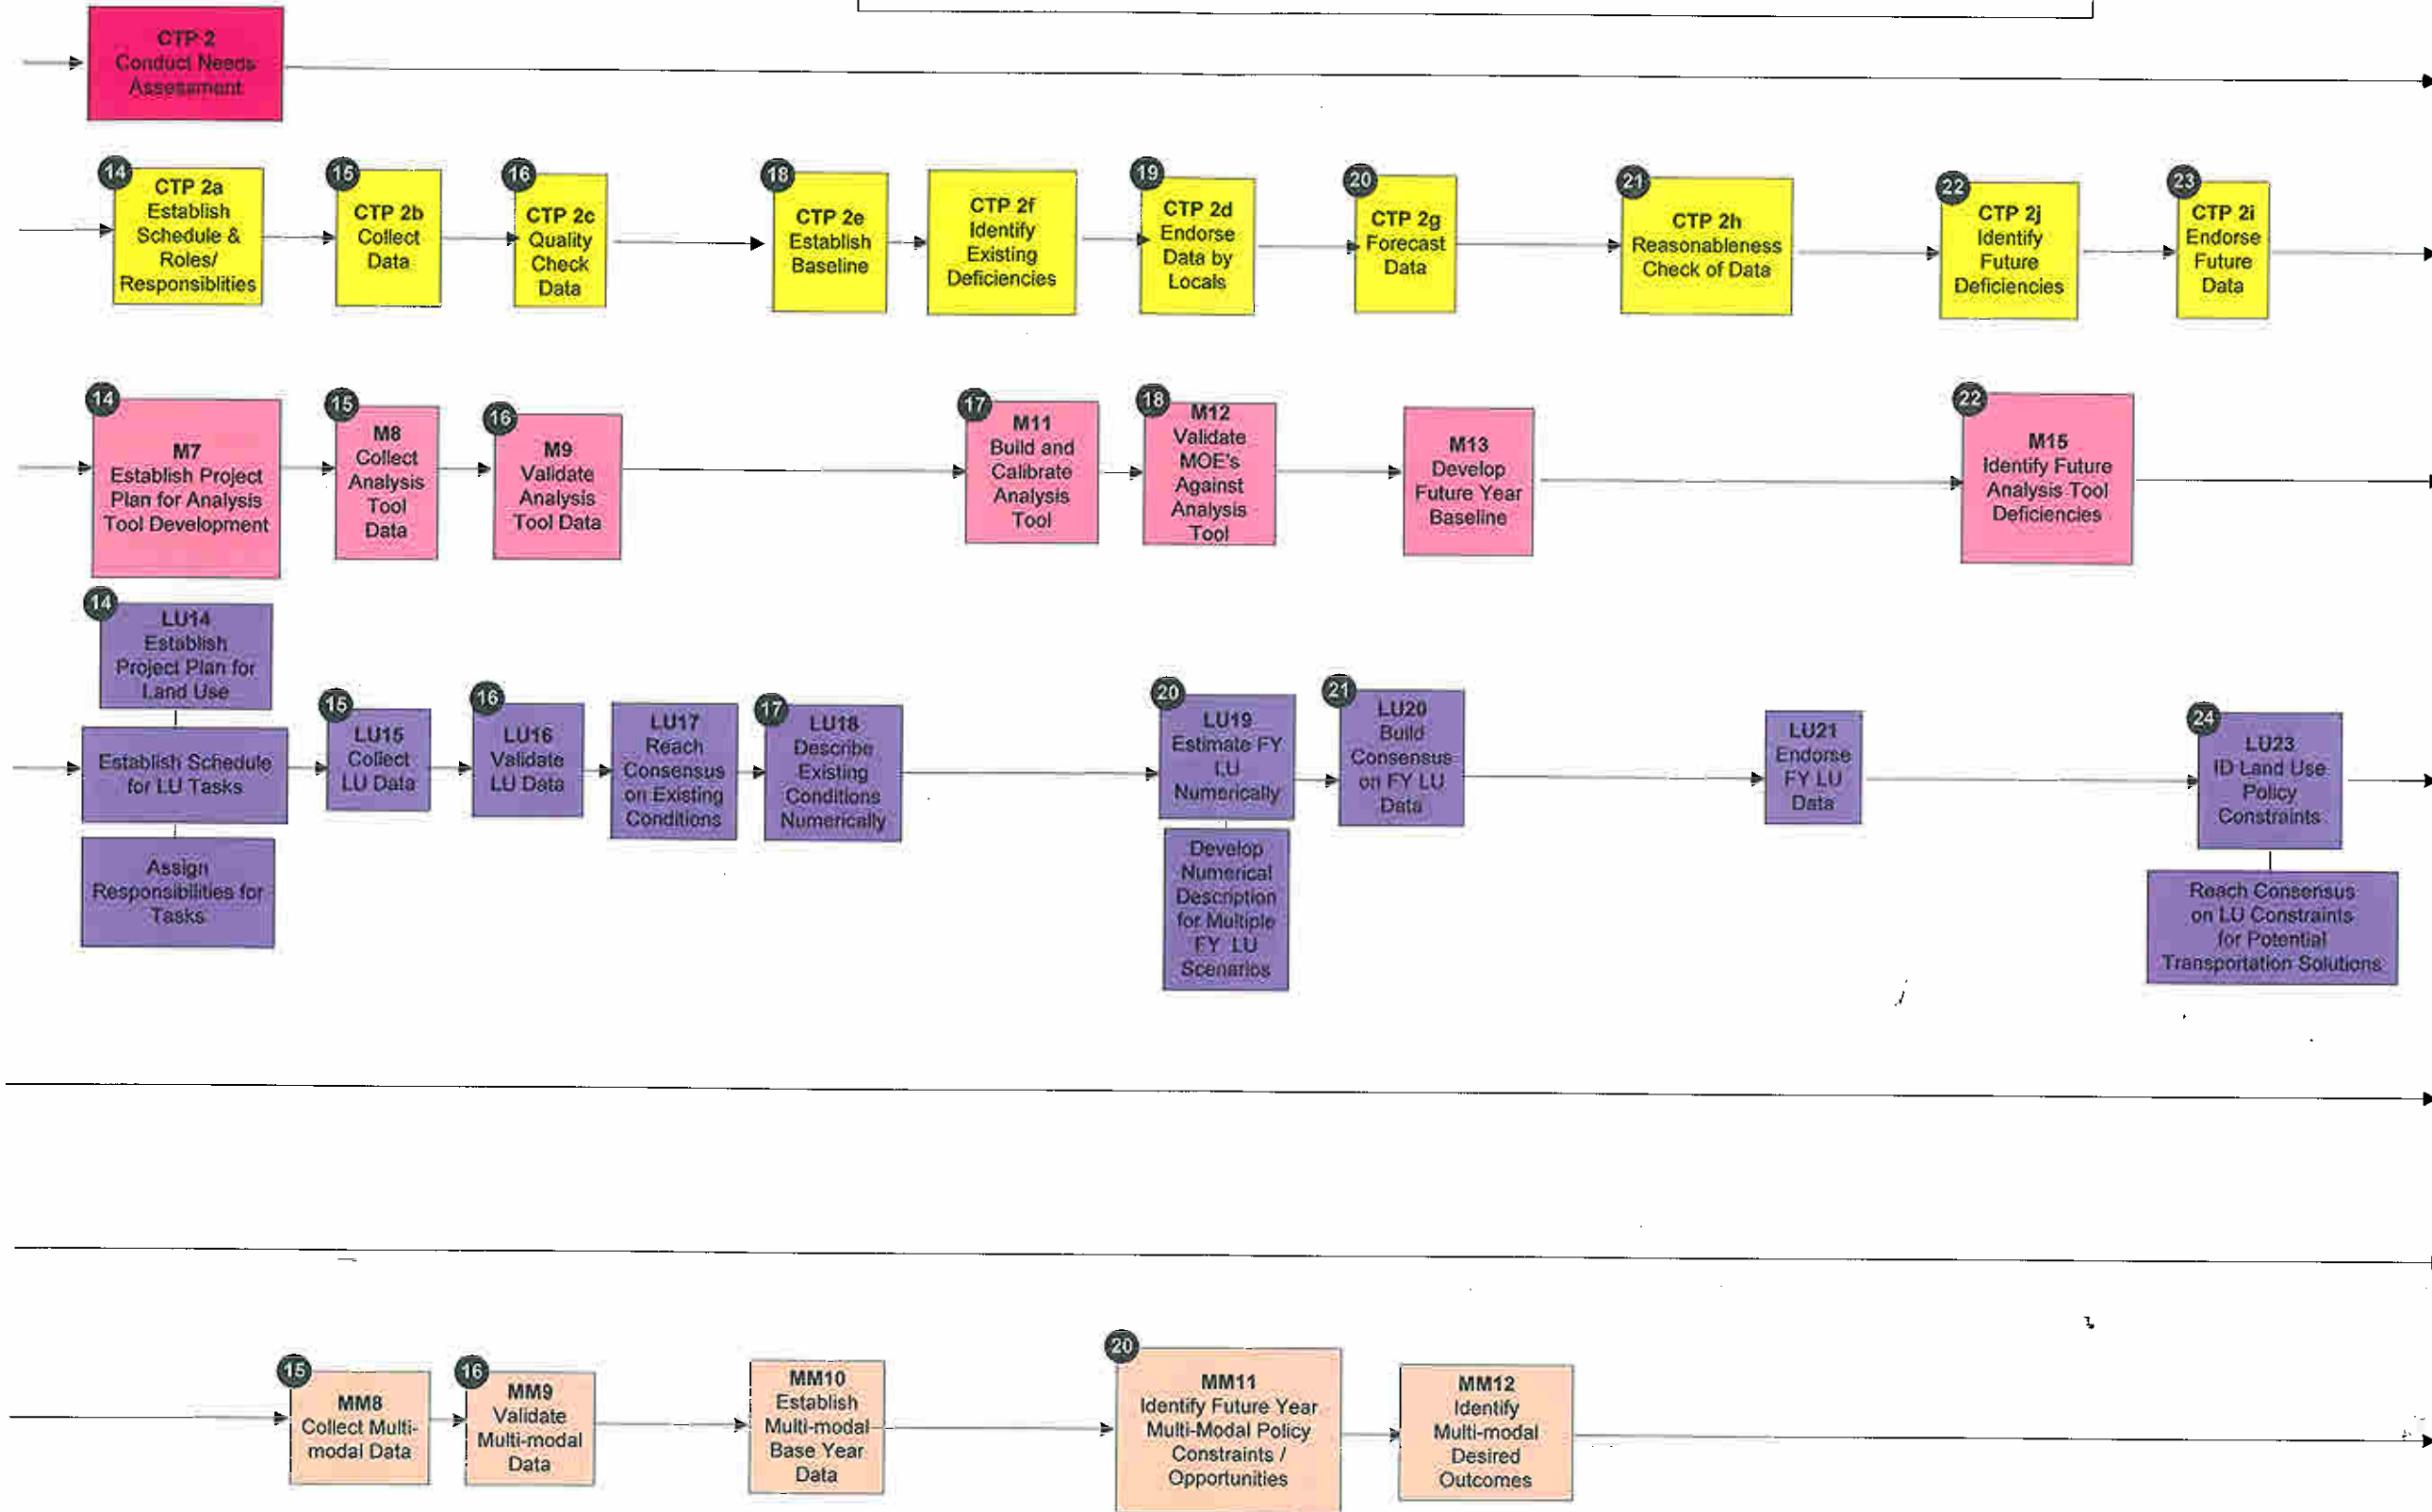 CTP 2
Conduct Needs
Assessment
14
CTP 2a
Establish
Schedule &
Roles/
Responsiblities
15
CTP 2b
Collect
Data
16
CTP 2c
Quality
Check
Data
18
CTP 2e
Establish
Baseline
CTP 2f
Identify
Existing
Deficiencies
19
CTP 2d
Endorse
Data by
Locals
20
CTP 2g
Forecast
Data
21
CTP 2h
Reasonableness
Check of Data
22
CTP 2j
Identify
Future
Deficiencies
23
CTP 2i
Endorse
Future
Data
14
M7
Establish Project
Plan for Analysis
Tool Development
15
M8
Collect
Analysis
Tool
Data
16
M9
Validate
Analysis
Tool Data
17
M11
Build and
Calibrate
Analysis
Tool
18
M12
Validate
MOE's
Against
Analysis
Tool
M13
Develop
Future Year
Baseline
22
M15
Identify Future
Analysis Tool
Deficiencies
14
LU14
Establish
Project Plan for
Land Use
Establish Schedule
for LU Tasks
Assign
Responsibilities for
Tasks
15
LU15
Collect
LU Data
16
LU16
Validate
LU Data
LU17
Reach
Consensus
on Existing
Conditions
17
LU18
Describe
Existing
Conditions
Numerically
20
LU19
Estimate FY
LU
Numerically
Develop
Numerical
Description
for Multiple
FY LU
Scenarios
21
LU20
Build
Consensus
on FY LU
Data
LU21
Endorse
FY LU
Data
24
LU23
ID Land Use
Policy
Constraints
Reach Consensus
on LU Constraints
for Potential
Transportation Solutions
15
MM8
Collect Multi-
modal Data
16
MM9
Validate
Multi-modal
Data
MM10
Establish
Multi-modal
Base Year
Data
20
MM11
Identify Future Year
Multi-Modal Policy
Constraints /
Opportunities
MM12
Identify
Multi-modal
Desired
Outcomes